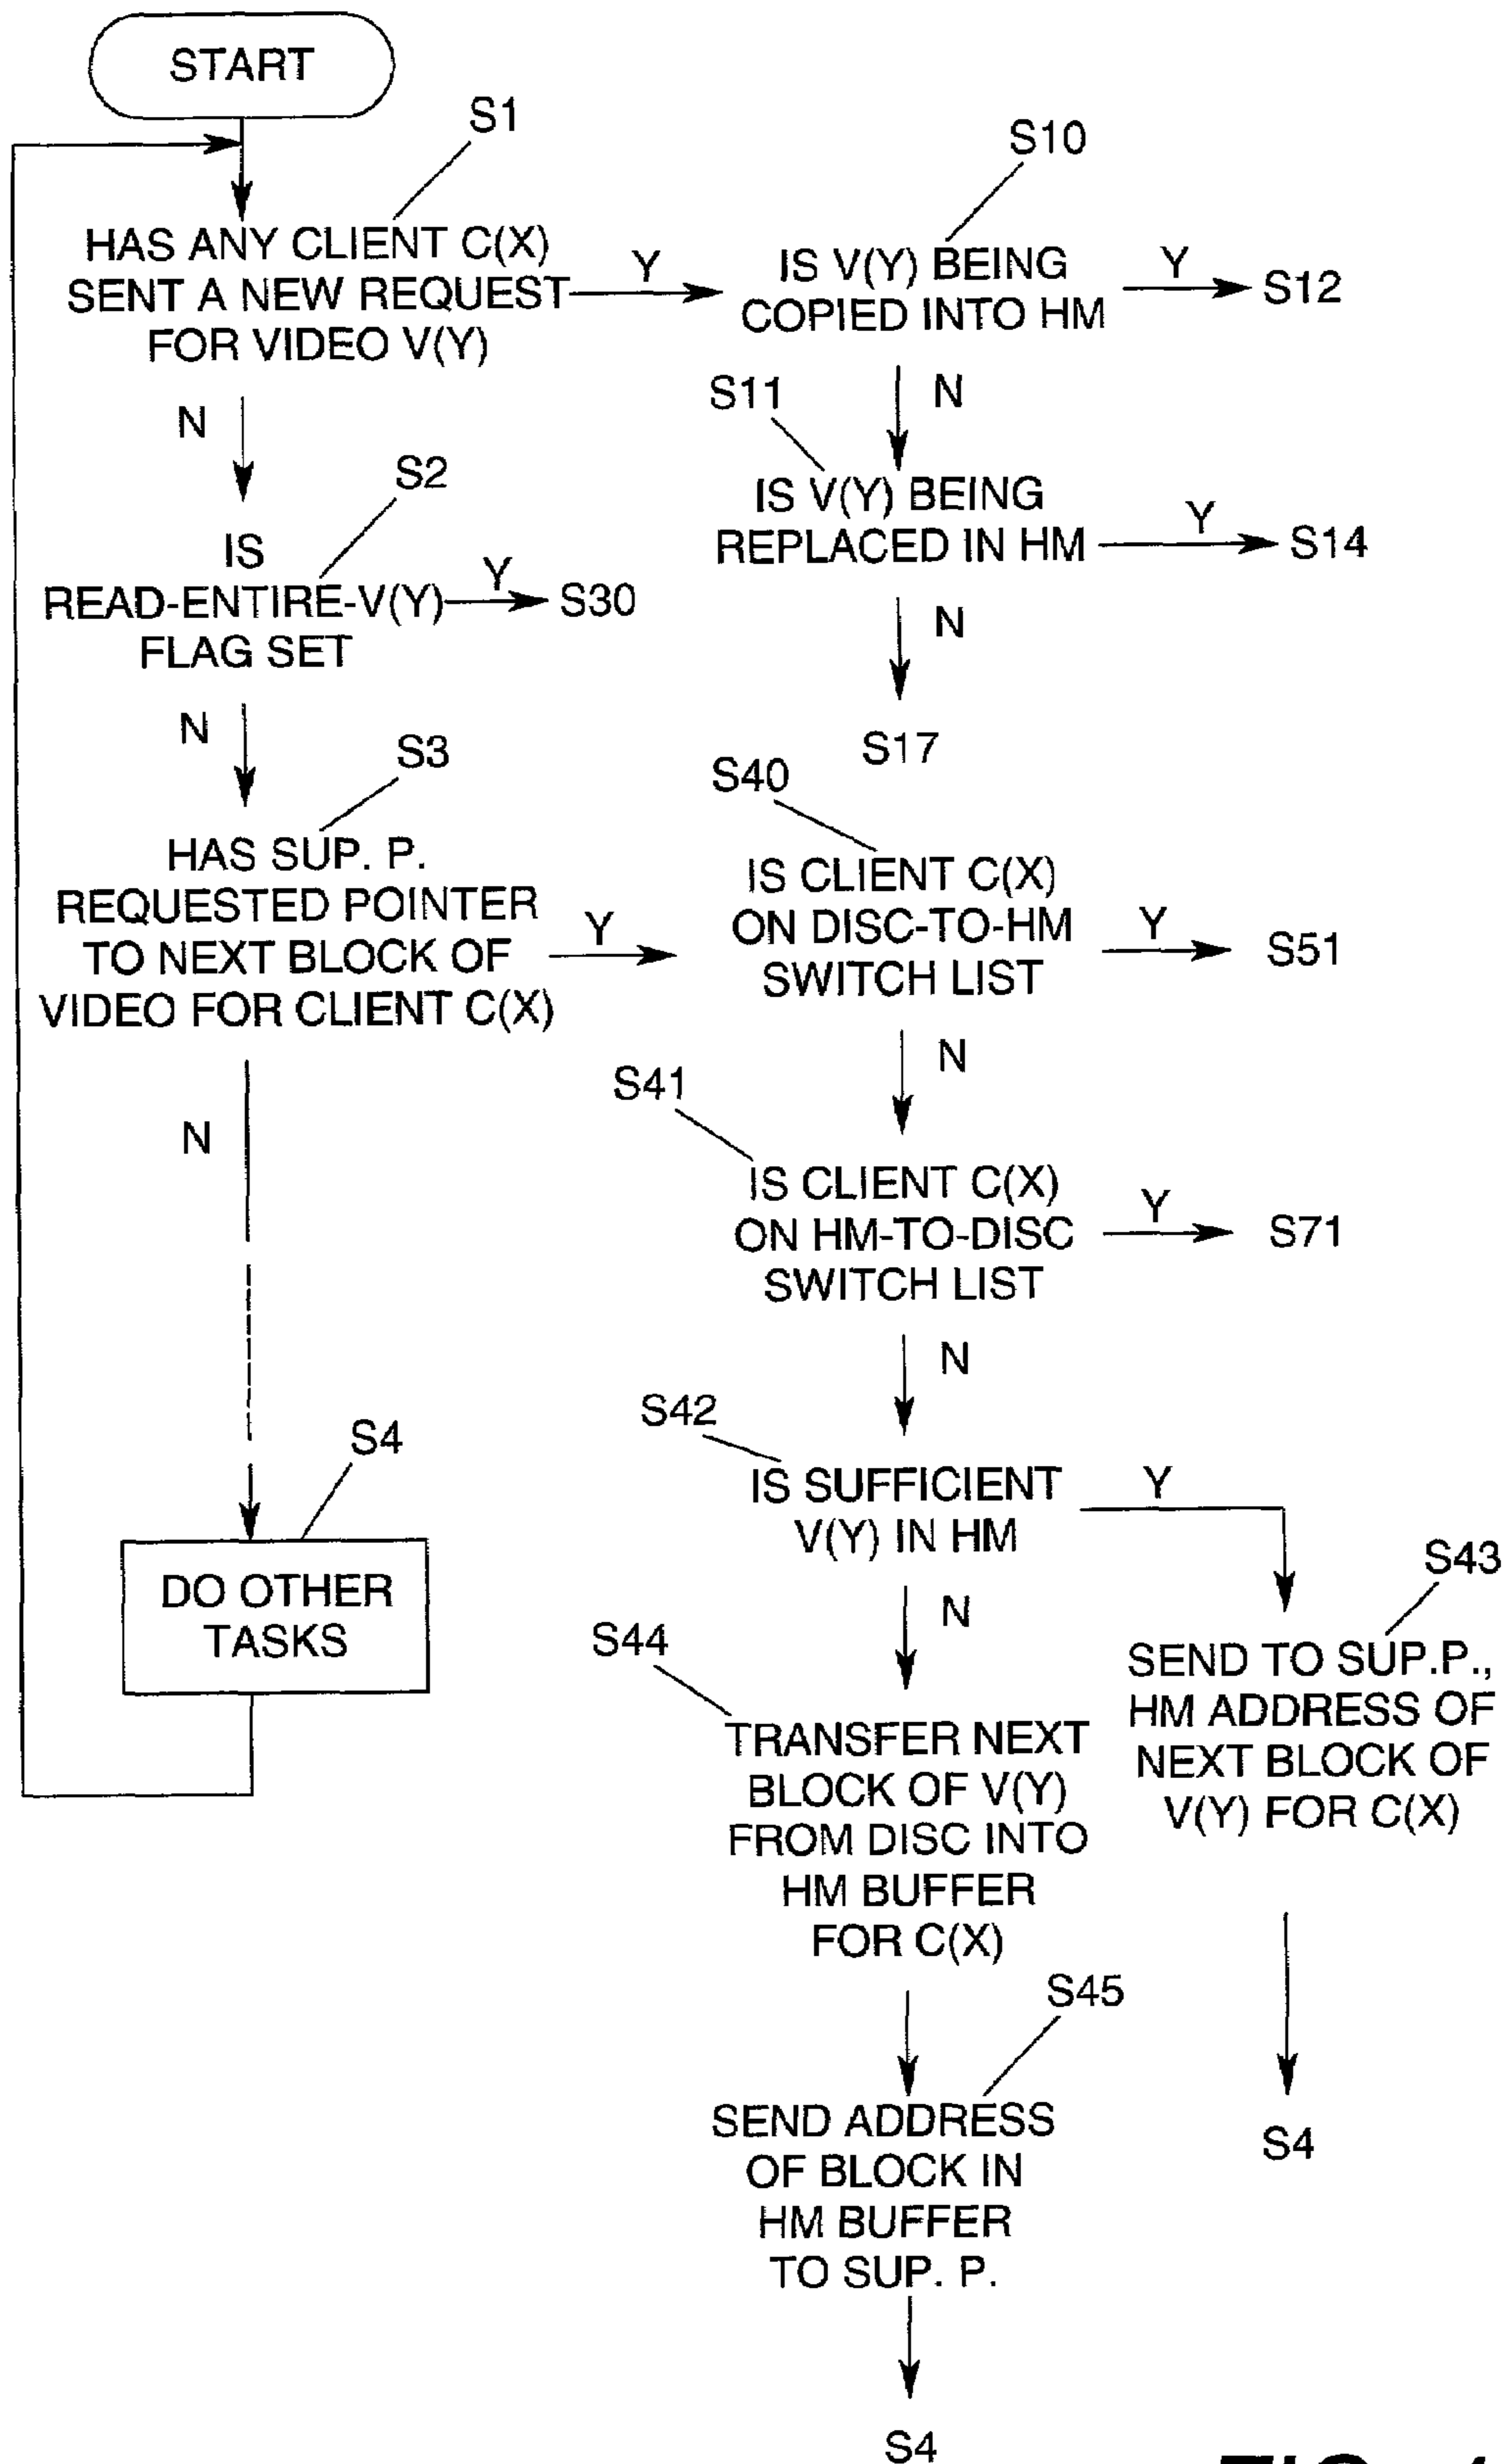 START
S1
HAS ANY CLIENT C(X)
SENT A NEW REQUEST
FOR VIDEO V(Y)
Y
N
S10
IS V(Y) BEING
COPIED INTO HM
Y
S12
N
S11
IS V(Y) BEING
REPLACED IN HM
Y
S14
N
S17
S2
IS
READ-ENTIRE-V(Y)
FLAG SET
Y
S30
N
S3
HAS SUP. P.
REQUESTED POINTER
TO NEXT BLOCK OF
VIDEO FOR CLIENT C(X)
Y
N
S40
IS CLIENT C(X)
ON DISC-TO-HM
SWITCH LIST
Y
S51
N
S41
IS CLIENT C(X)
ON HM-TO-DISC
SWITCH LIST
Y
S71
N
S4
DO OTHER
TASKS
S42
IS SUFFICIENT
V(Y) IN HM
Y
N
S43
SEND TO SUP.P.,
HM ADDRESS OF
NEXT BLOCK OF
V(Y) FOR C(X)
S4
S44
TRANSFER NEXT
BLOCK OF V(Y)
FROM DISC INTO
HM BUFFER
FOR C(X)
S45
SEND ADDRESS
OF BLOCK IN
HM BUFFER
TO SUP. P.
S4